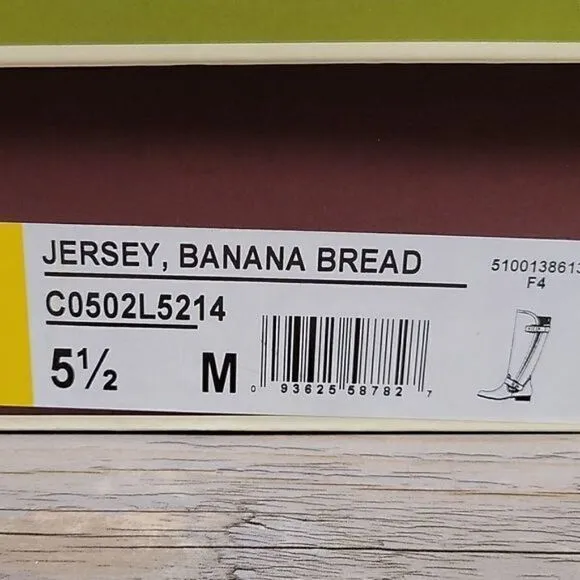 JERSEY, BANANA BREAD
510013861
F4
C0502L5214
5½ M
0 93625 58782 7